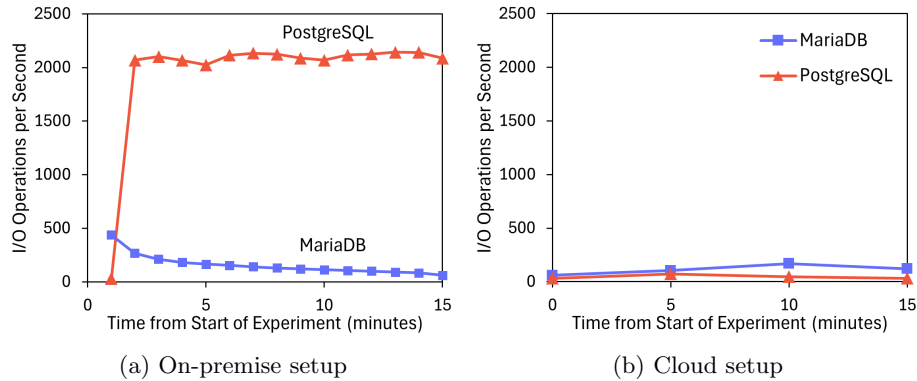 2500
2000
1500
1000
500
0
I/O Operations per Second
PostgreSQL
MariaDB
0 5 10 15
Time from Start of Experiment (minutes)
(a) On-premise setup
2500
2000
1500
1000
500
0
I/O Operations per Second
MariaDB
PostgreSQL
0 5 10 15
Time from Start of Experiment (minutes)
(b) Cloud setup